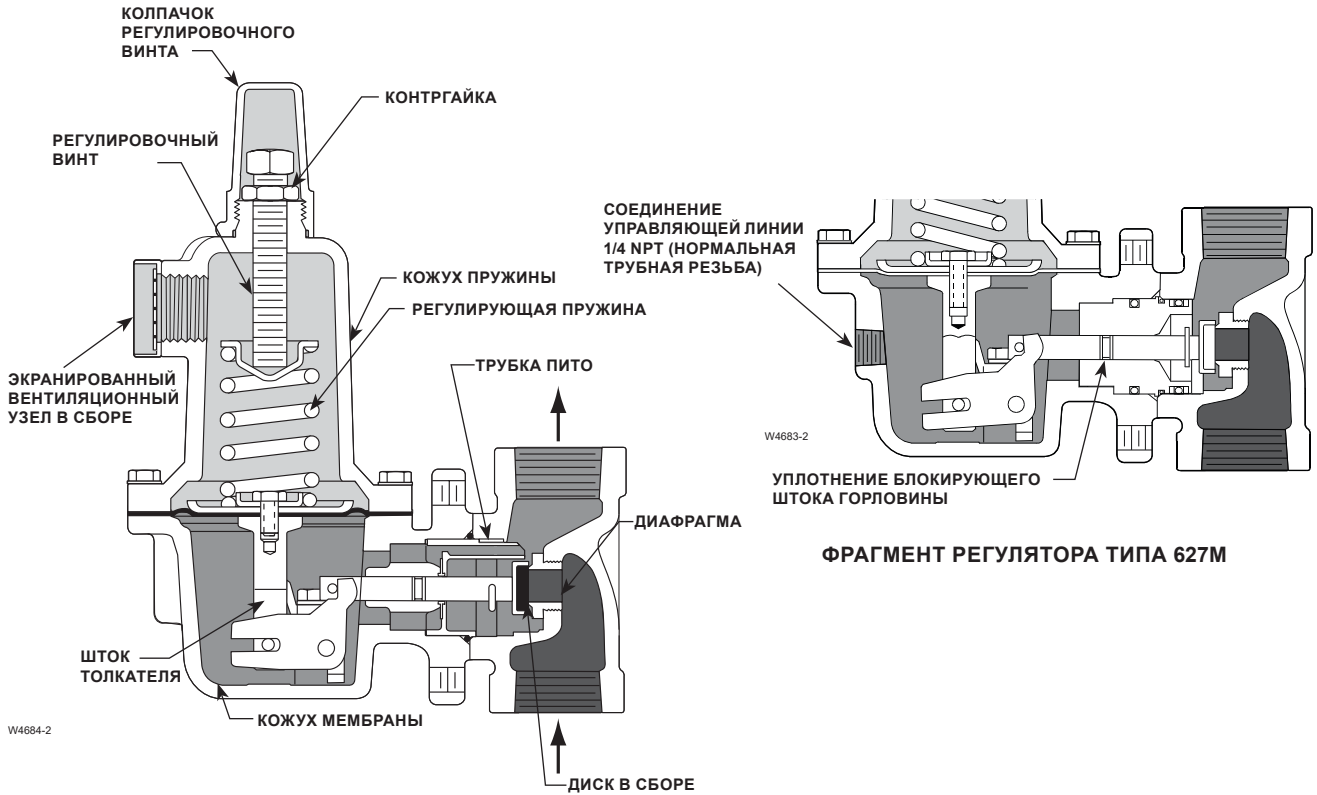 КОЛПАЧОК
РЕГУЛИРОВОЧНОГО
ВИНТА
КОНТРГАЙКА
РЕГУЛИРОВОЧНЫЙ
ВИНТ
КОЖУХ ПРУЖИНЫ
РЕГУЛИРУЮЩАЯ ПРУЖИНА
ЭКРАНИРОВАННЫЙ
ВЕНТИЛЯЦИОННЫЙ
УЗЕЛ В СБОРЕ
ТРУБКА ПИТО
ДИАФРАГМА
ШТОК
ТОЛКАТЕЛЯ
КОЖУХ МЕМБРАНЫ
ДИСК В СБОРЕ
W4684-2
СОЕДИНЕНИЕ
УПРАВЛЯЮЩЕЙ ЛИНИИ
1/4 NPT (НОРМАЛЬНАЯ
ТРУБНАЯ РЕЗЬБА)
W4683-2
УПЛОТНЕНИЕ БЛОКИРУЮЩЕГО
ШТОКА ГОРЛОВИНЫ
ФРАГМЕНТ РЕГУЛЯТОРА ТИПА 627М